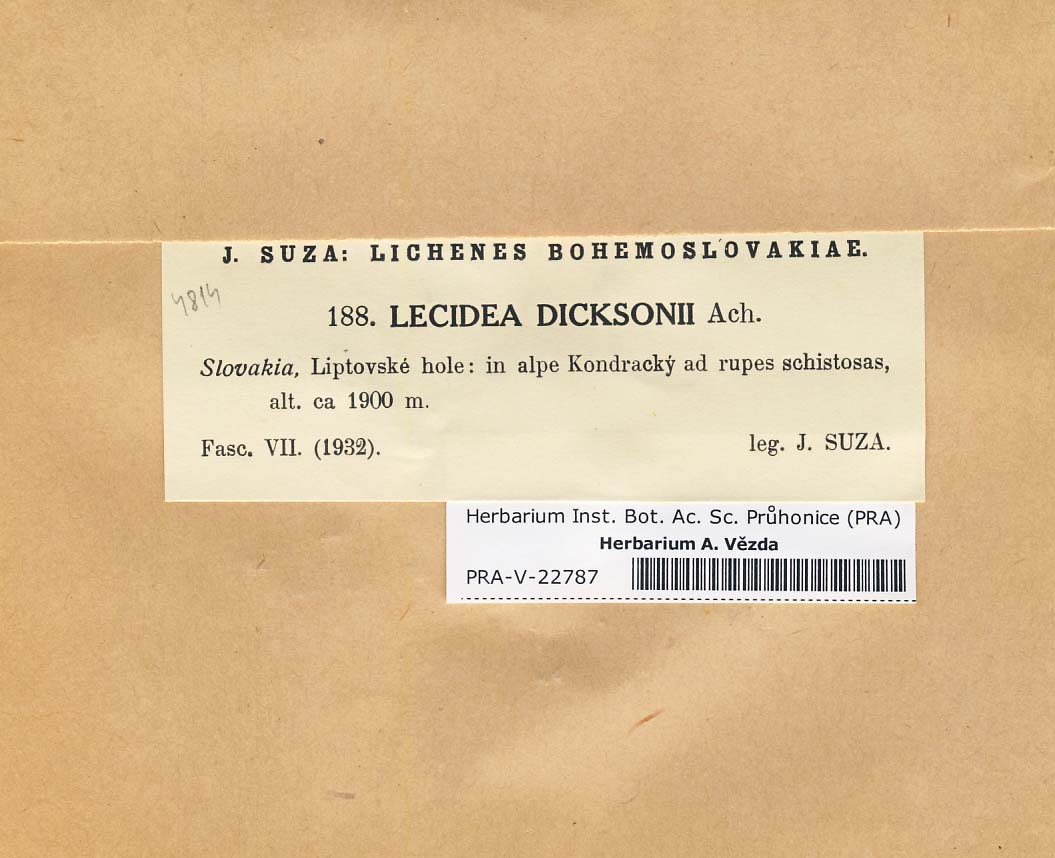 J. SUZA: LICHENES BOHEMOSLOVAKIAE.
4814
188. LECIDEA DICKSONII Ach.
Slovakia, Liptovské hole: in alpe Kondracký ad rupes schistosas,
alt. ca 1900 m.
Fasc. VII. (1932). leg. J. SUZA.
Herbarium Inst. Bot. Ac. Sc. Průhonice (PRA)
Herbarium A. Vězda
PRA-V-22787